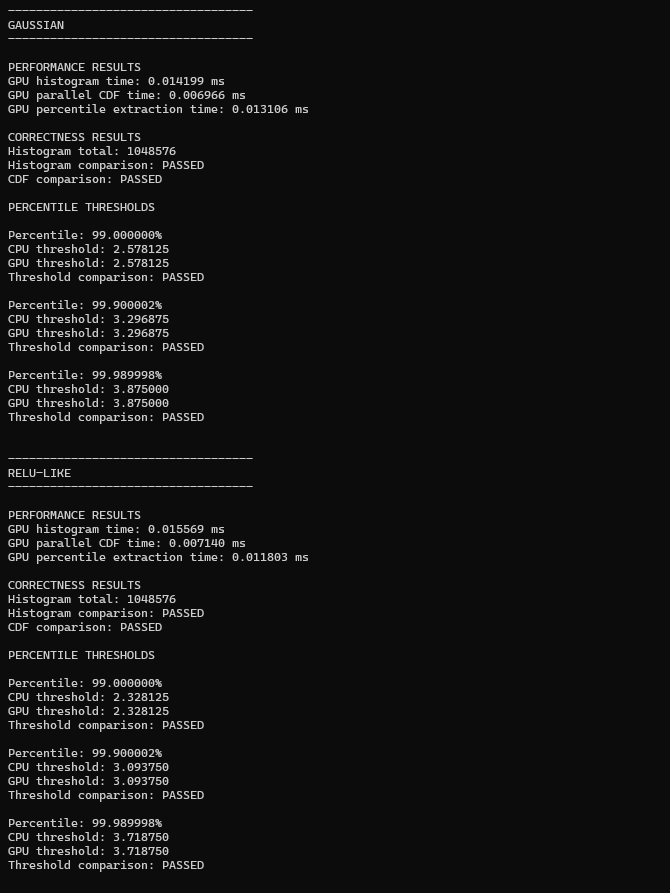 -----------------------------------
GAUSSIAN
-----------------------------------
PERFORMANCE RESULTS
GPU histogram time: 0.014199 ms
GPU parallel CDF time: 0.006966 ms
GPU percentile extraction time: 0.013106 ms
CORRECTNESS RESULTS
Histogram total: 1048576
Histogram comparison: PASSED
CDF comparison: PASSED
PERCENTILE THRESHOLDS
Percentile: 99.000000%
CPU threshold: 2.578125
GPU threshold: 2.578125
Threshold comparison: PASSED
Percentile: 99.900002%
CPU threshold: 3.296875
GPU threshold: 3.296875
Threshold comparison: PASSED
Percentile: 99.989998%
CPU threshold: 3.875000
GPU threshold: 3.875000
Threshold comparison: PASSED
-----------------------------------
RELU-LIKE
-----------------------------------
PERFORMANCE RESULTS
GPU histogram time: 0.015569 ms
GPU parallel CDF time: 0.007140 ms
GPU percentile extraction time: 0.011803 ms
CORRECTNESS RESULTS
Histogram total: 1048576
Histogram comparison: PASSED
CDF comparison: PASSED
PERCENTILE THRESHOLDS
Percentile: 99.000000%
CPU threshold: 2.328125
GPU threshold: 2.328125
Threshold comparison: PASSED
Percentile: 99.900002%
CPU threshold: 3.093750
GPU threshold: 3.093750
Threshold comparison: PASSED
Percentile: 99.989998%
CPU threshold: 3.718750
GPU threshold: 3.718750
Threshold comparison: PASSED